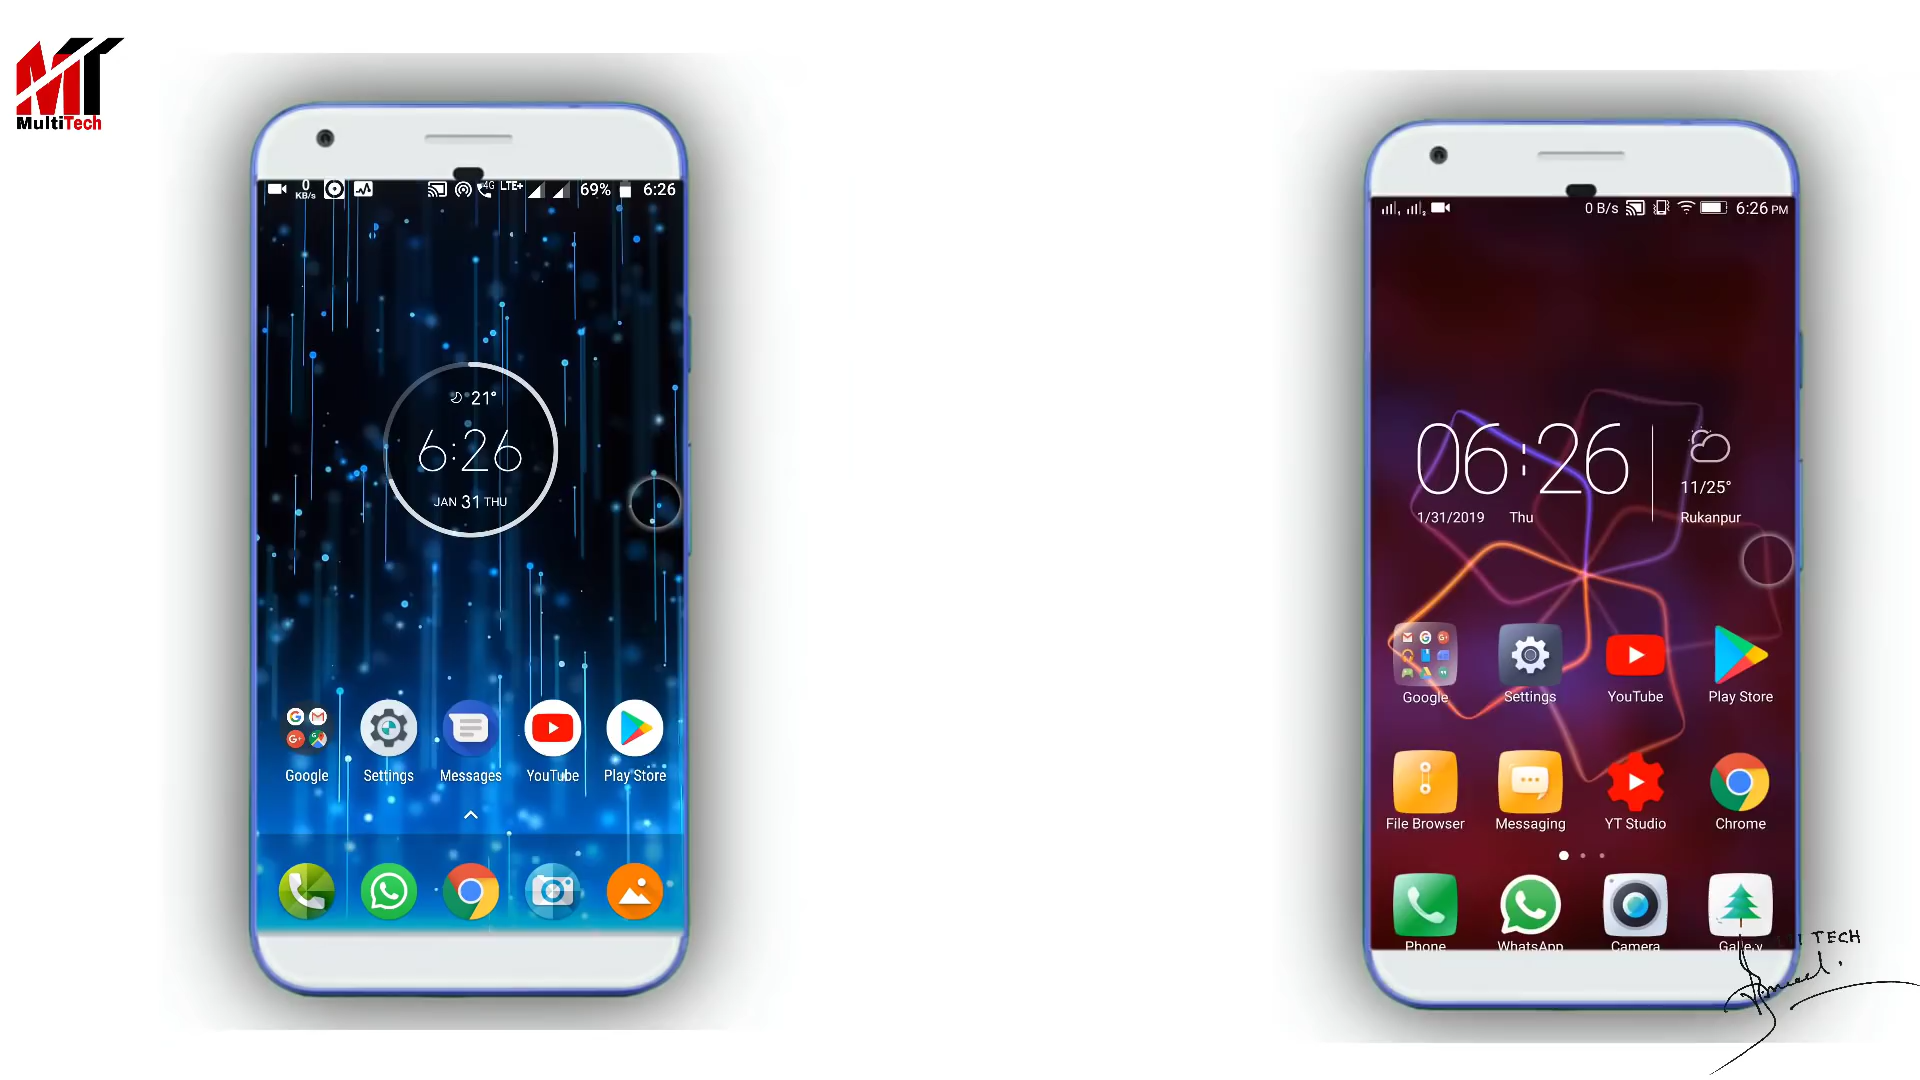 MultiTech
0 KB/s
4G LTE+ 69% 6:26
21°
6:26
JAN 31 THU
Google Settings Messages YouTube Play Store
0 B/s 6:26 PM
06:26
11/25°
1/31/2019 Thu Rukanpur
Google Settings YouTube Play Store
File Browser Messaging YT Studio Chrome
Phone WhatsApp Camera Gallery
TECH